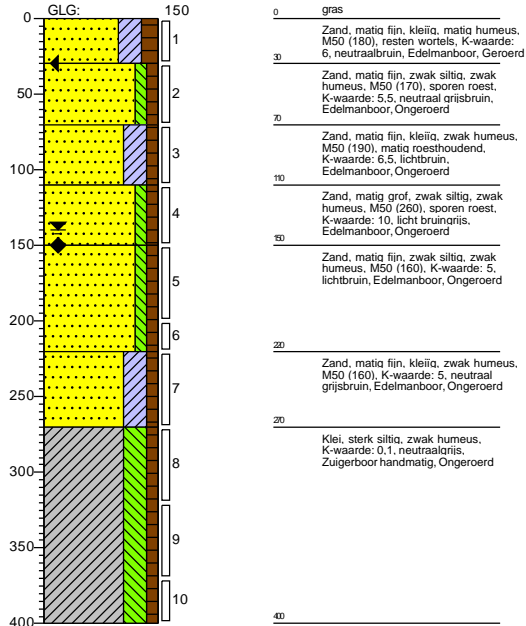 GLG: 150
0
50
100
150
200
250
300
350
400
1
2
3
4
5
6
7
8
9
10
0 gras
Zand, matig fijn, kleiïg, matig humeus,
M50 (180), resten wortels, K-waarde:
6, neutraalbruin, Edelmanboor, Geroerd
30
Zand, matig fijn, zwak siltig, zwak
humeus, M50 (170), sporen roest,
K-waarde: 5,5, neutraal grijsbruin,
Edelmanboor, Ongeroerd
70
Zand, matig fijn, kleiïg, zwak humeus,
M50 (190), matig roesthoudend,
K-waarde: 6,5, lichtbruin,
Edelmanboor, Ongeroerd
110
Zand, matig grof, zwak siltig, zwak
humeus, M50 (260), sporen roest,
K-waarde: 10, licht bruingrijs,
Edelmanboor, Ongeroerd
150
Zand, matig fijn, zwak siltig, zwak
humeus, M50 (160), K-waarde: 5,
lichtbruin, Edelmanboor, Ongeroerd
220
Zand, matig fijn, kleiïg, zwak humeus,
M50 (160), K-waarde: 5, neutraal
grijsbruin, Edelmanboor, Ongeroerd
270
Klei, sterk siltig, zwak humeus,
K-waarde: 0,1, neutraalgrijs,
Zuigerboor handmatig, Ongeroerd
400